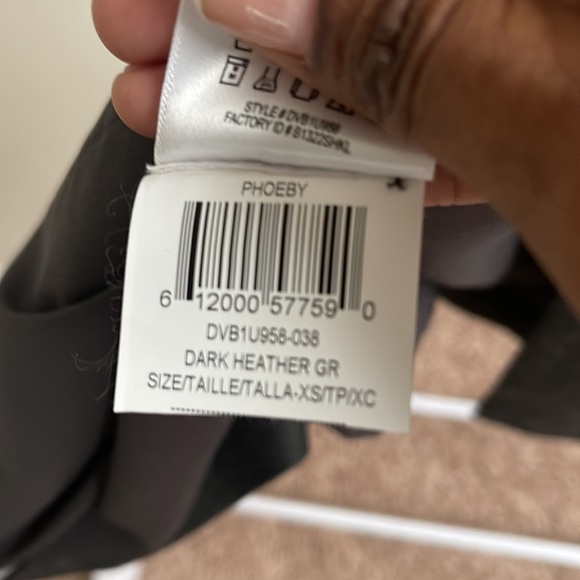 STYLE # DVB1U958
FACTORY ID # B1322SHKL
PHOEBY
6 12000 57759 0
DVB1U958-038
DARK HEATHER GR
SIZE/TAILLE/TALLA-XS/TP/XC